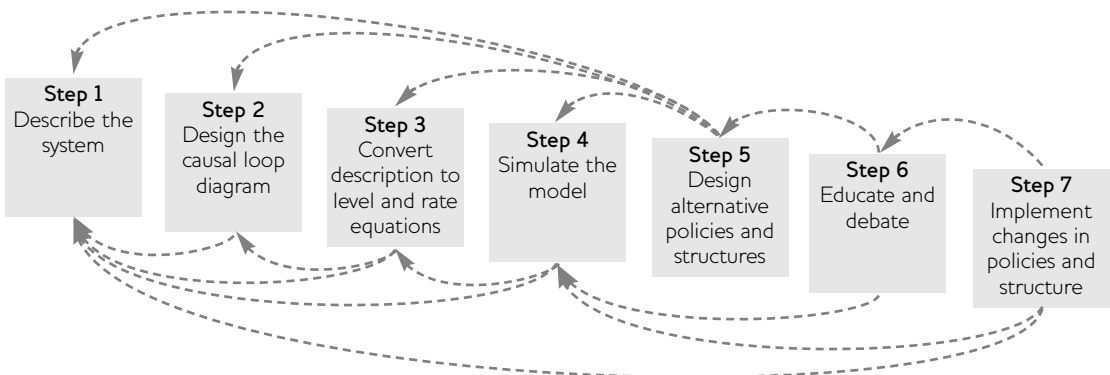 Step 1
Describe the
system
Step 2
Design the
causal loop
diagram
Step 3
Convert
description to
level and rate
equations
Step 4
Simulate the
model
Step 5
Design
alternative
policies and
structures
Step 6
Educate and
debate
Step 7
Implement
changes in
policies and
structure